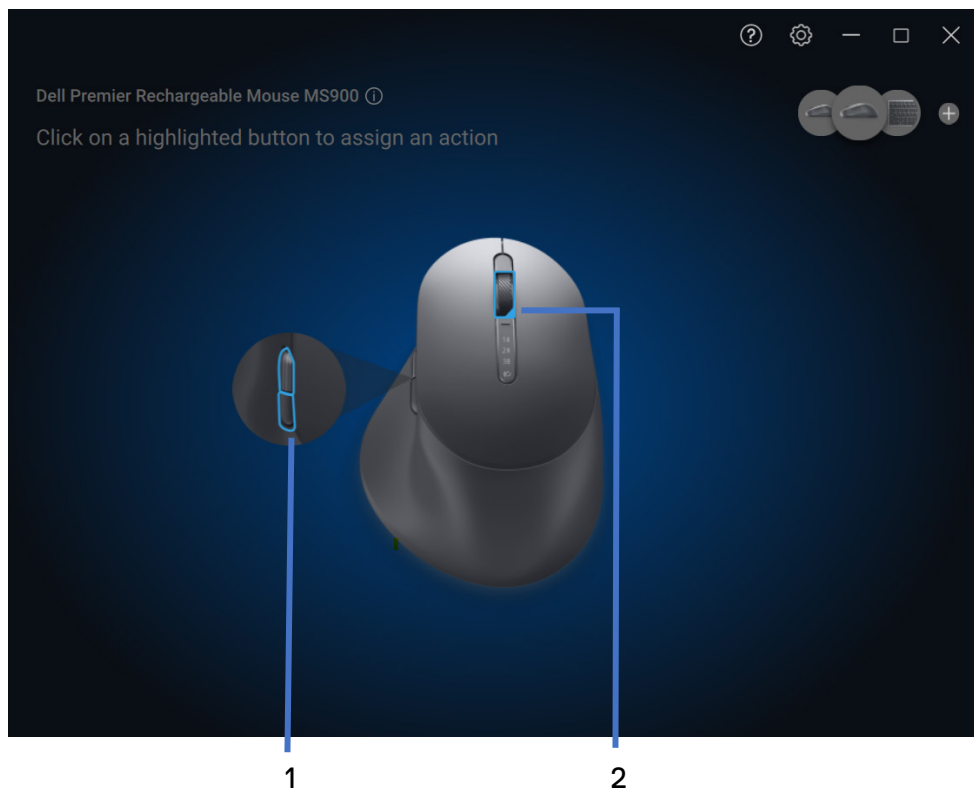 Dell Premier Rechargeable Mouse MS900
Click on a highlighted button to assign an action
1
2